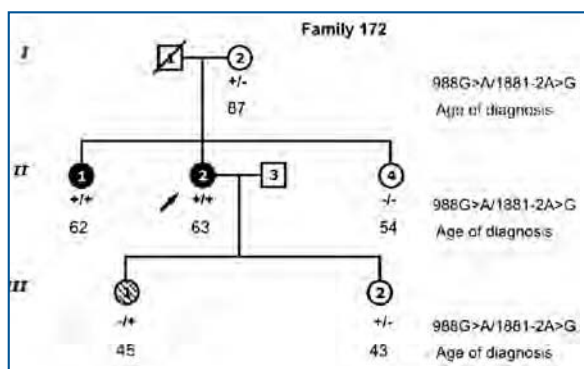 Family 172
I
1 2
+/-
988G>A/1881-2A>G
87
Age of diagnosis
II
1 2 3 4
+/+ +/+ -/-
988G>A/1881-2A>G
62 63 54
Age of diagnosis
III
1 2
-/+ +/-
988G>A/1881-2A>G
45 43
Age of diagnosis